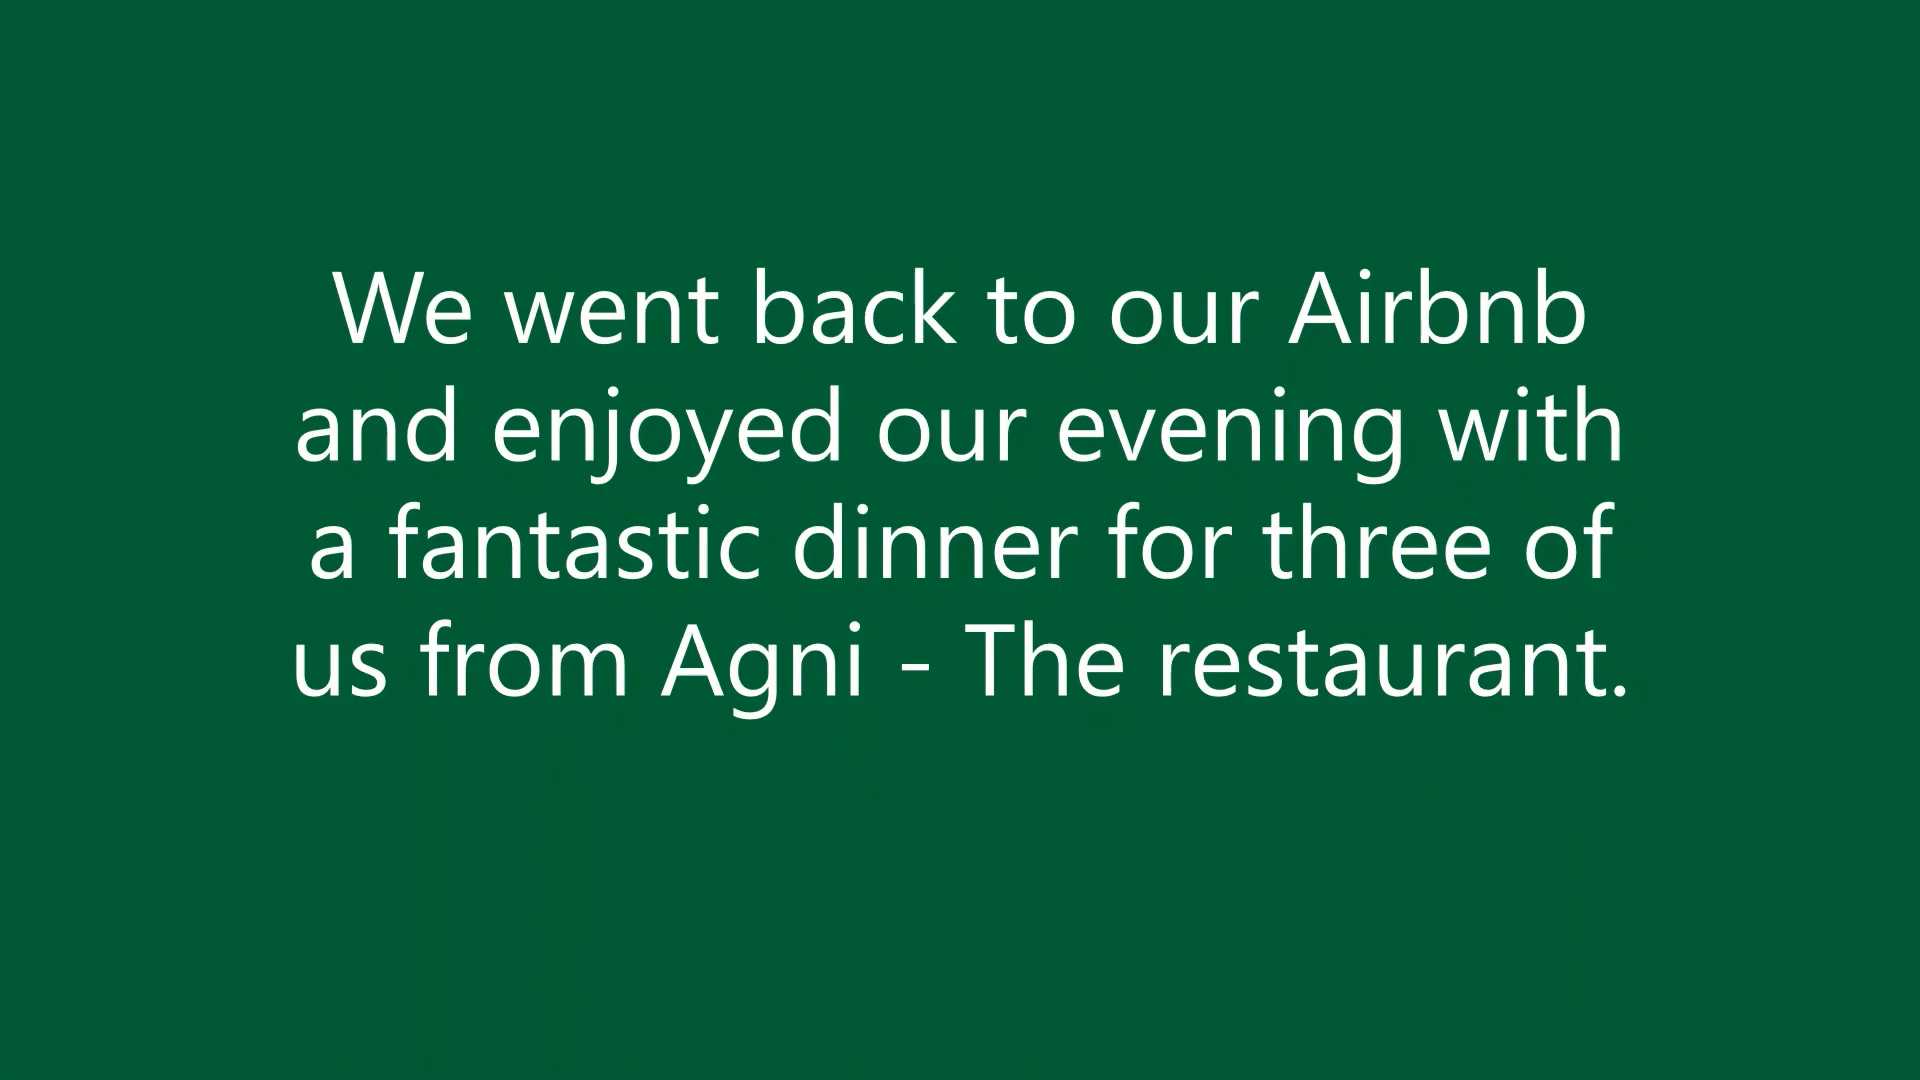 We went back to our Airbnb
and enjoyed our evening with
a fantastic dinner for three of
us from Agni - The restaurant.